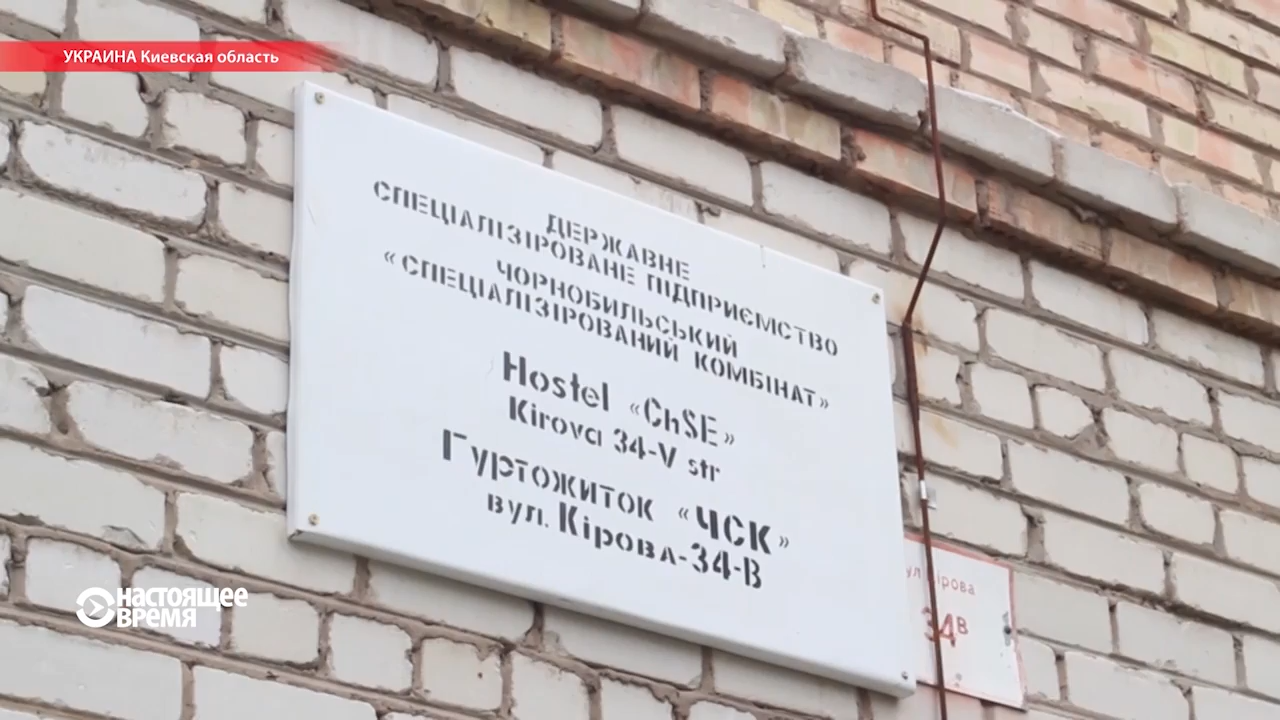 УКРАИНА Киевская область
ДЕРЖАВНЕ
СПЕЦІАЛІЗІРОВАНЕ ПІДПРИЄМСТВО
ЧОРНОБИЛЬСЬКИЙ
«СПЕЦІАЛІЗІРОВАНИЙ КОМБІНАТ»
Hostel «ChSE»
Kirova 34-V str
Гуртожиток «ЧСК»
вул. Кірова-34-В
34В
НАСТОЯЩЕЕ
ВРЕМЯ